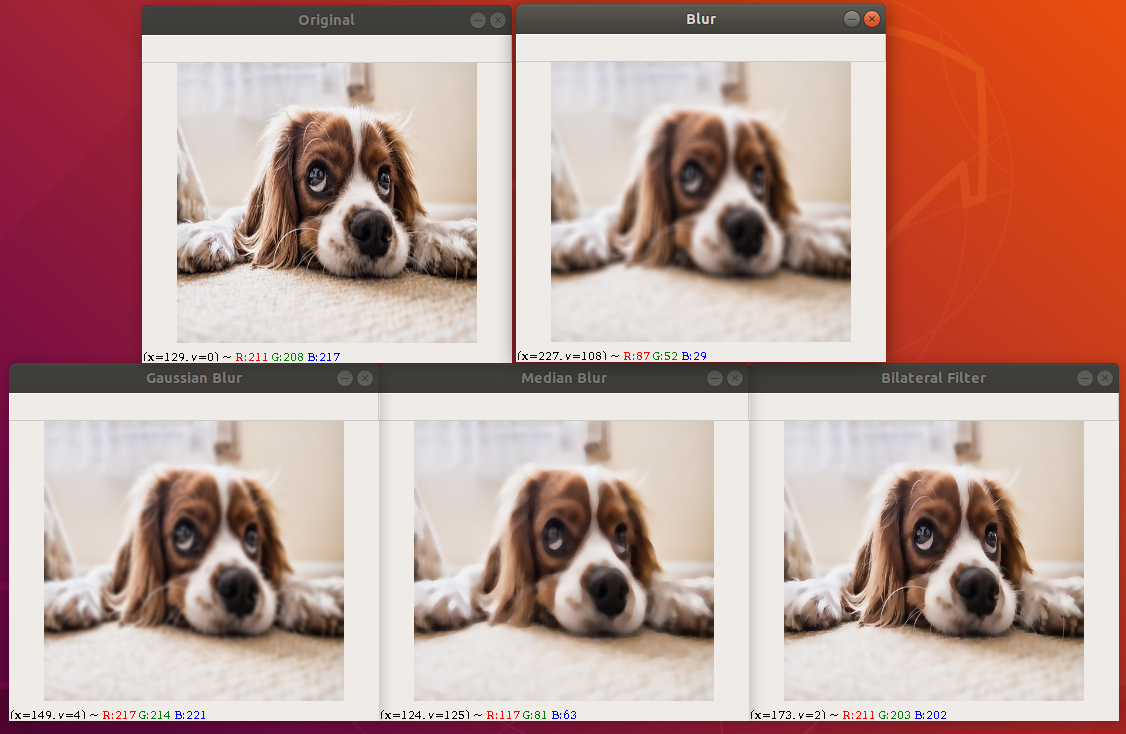 Original
Blur
(x=129, y=0) ~ R:211 G:208 B:217
(x=227, y=108) ~ R:87 G:52 B:29
Gaussian Blur
Median Blur
Bilateral Filter
(x=149, y=4) ~ R:217 G:214 B:221
(x=124, y=125) ~ R:117 G:81 B:63
(x=173, y=2) ~ R:211 G:203 B:202